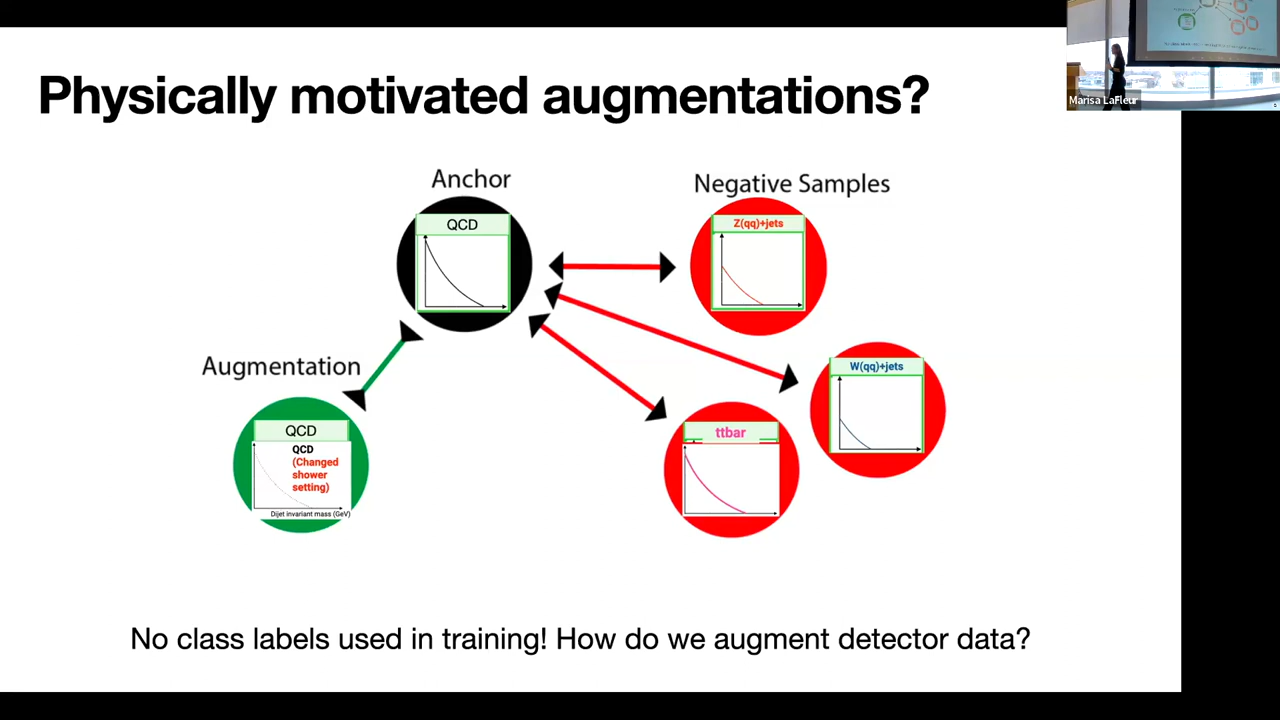 Physically motivated augmentations?
Marisa LaFleur
Anchor
Negative Samples
QCD
Z(qq)+jets
Augmentation
W(qq)+jets
QCD
QCD
(Changed
shower
setting)
Dijet invariant mass (GeV)
ttbar
No class labels used in training! How do we augment detector data?